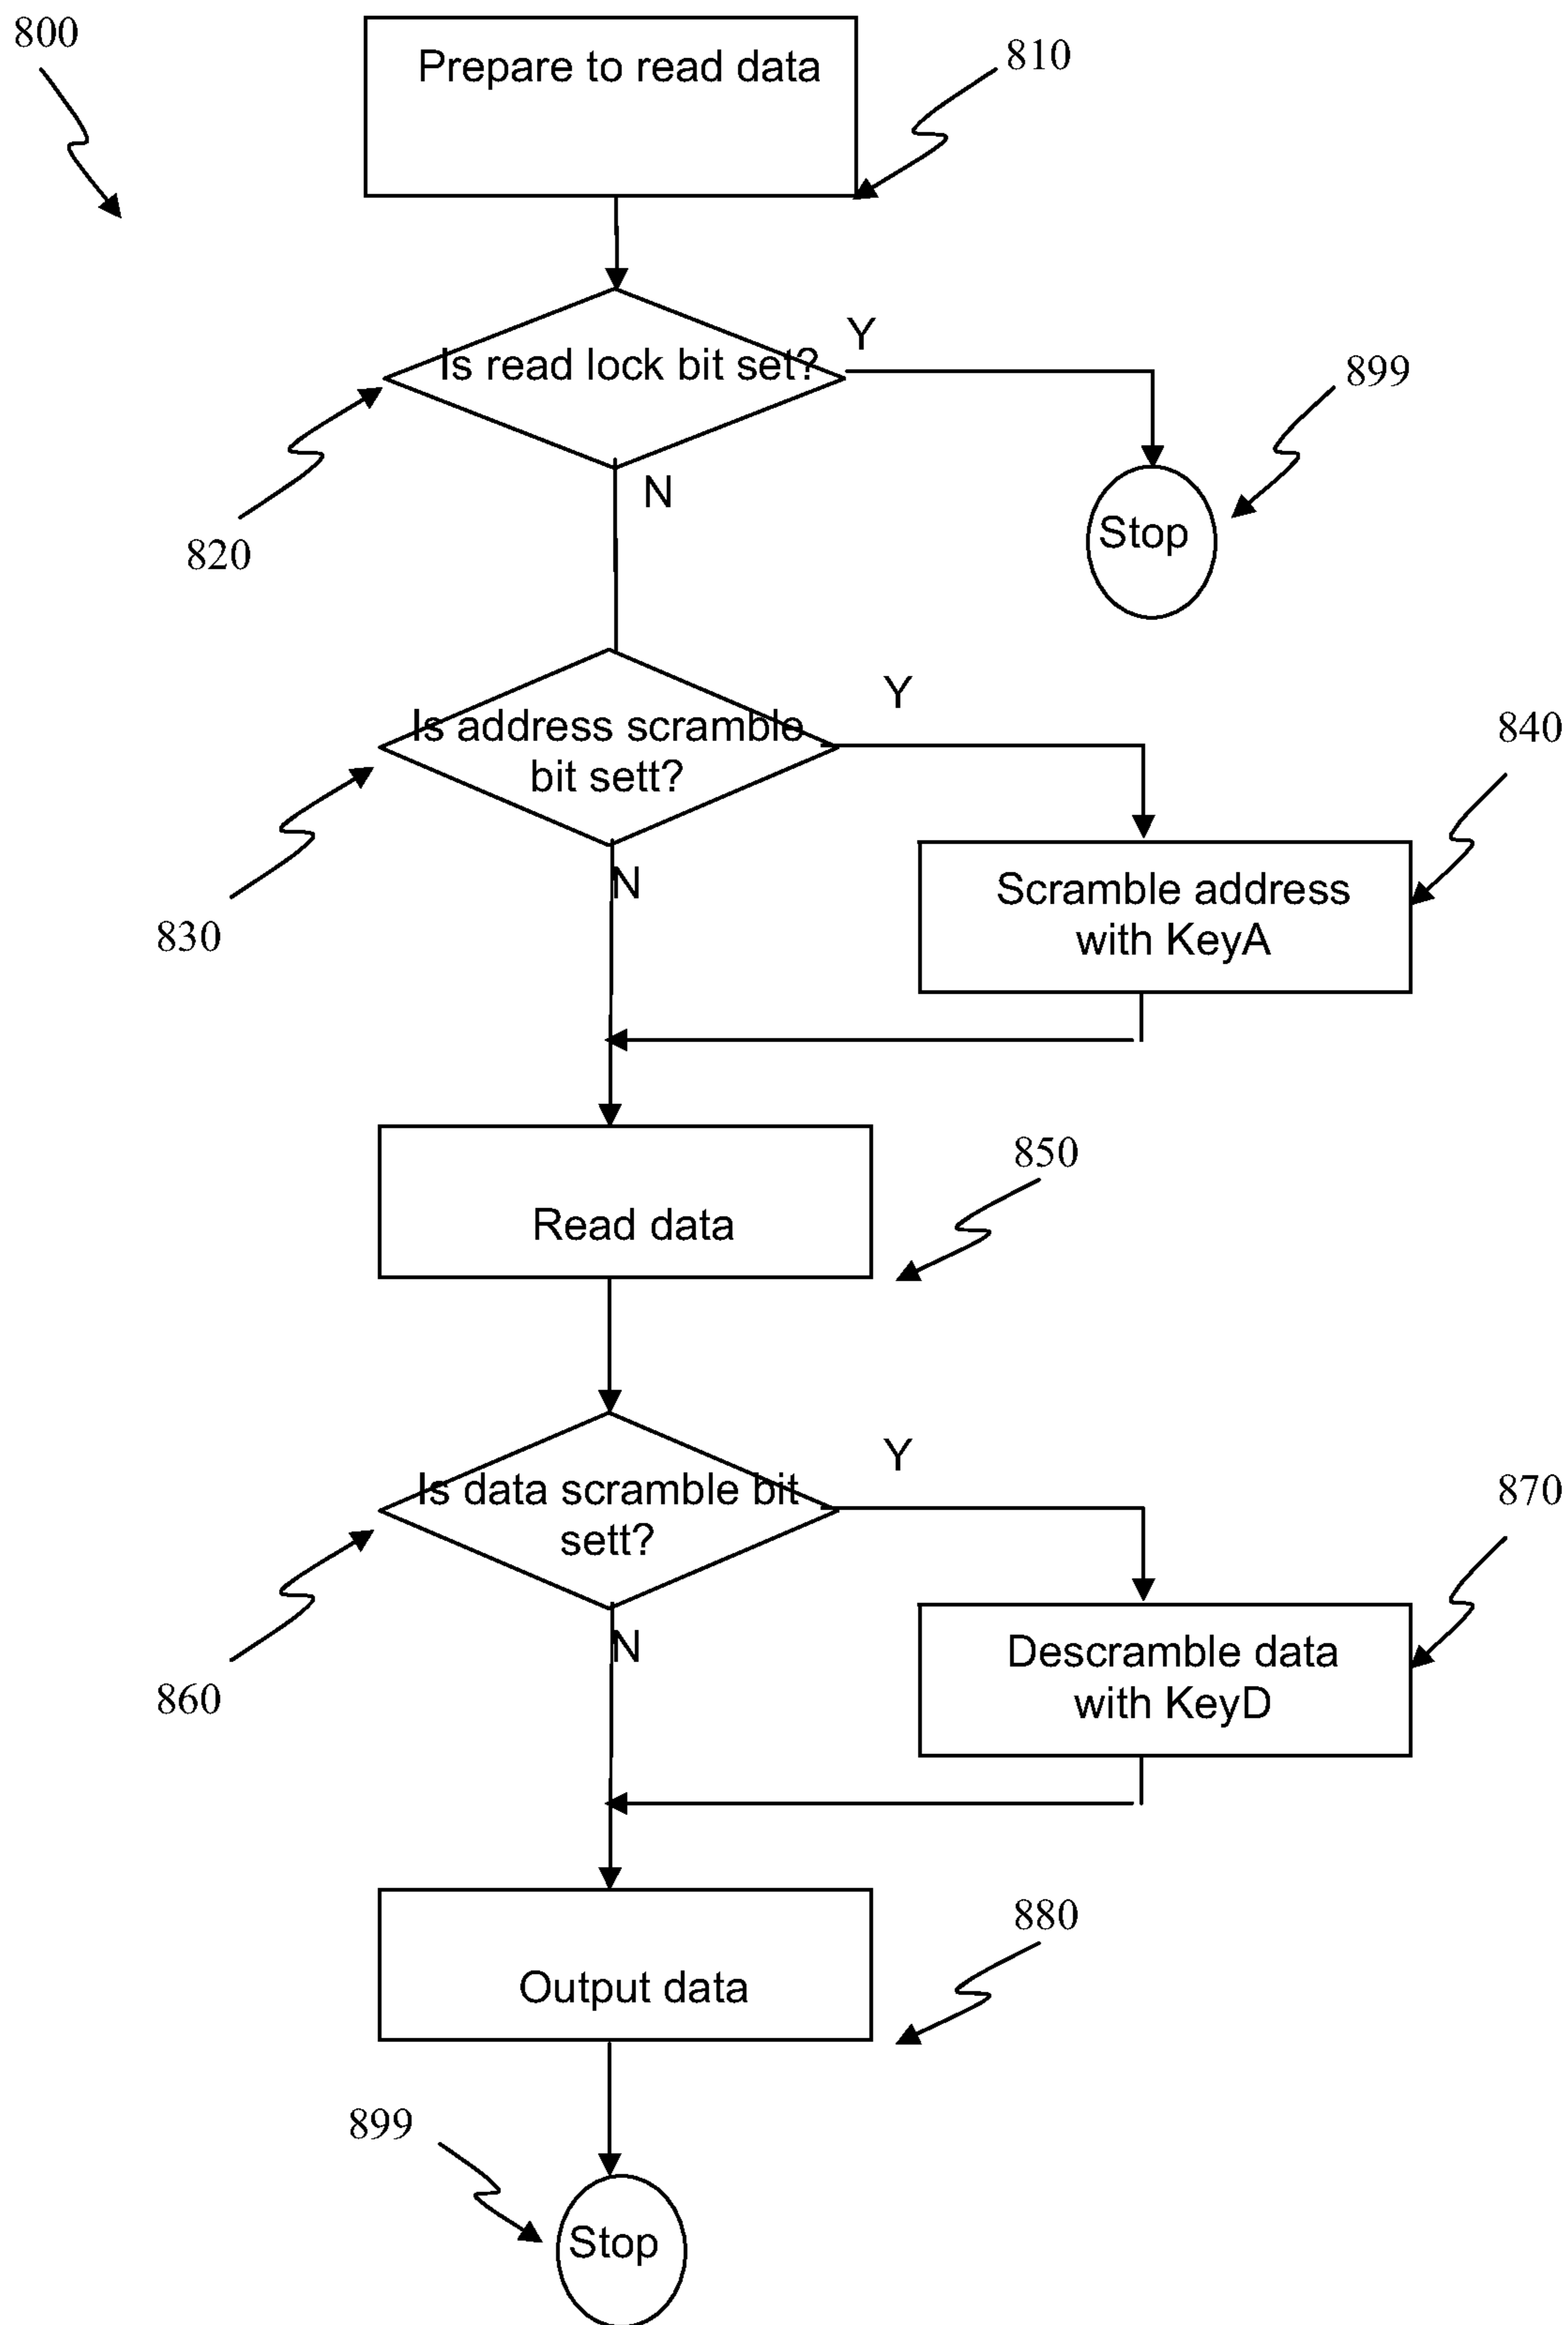 800
Prepare to read data
810
Is read lock bit set?
Y
899
N
Stop
820
Is address scramble
bit sett?
Y
840
N
Scramble address
with KeyA
830
850
Read data
Is data scramble bit
sett?
Y
870
N
Descramble data
with KeyD
860
880
Output data
899
Stop